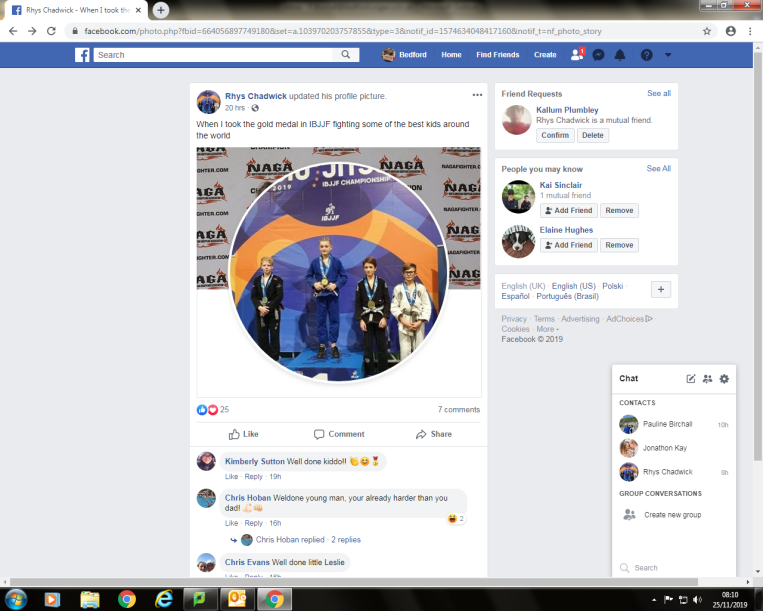 Rhys Chadwick - When I took the
facebook.com/photo.php?fbid=664056897749180&set=a.103970203757855&type=3&notif_id=1574634048417160&notif_t=nf_photo_story
Search
Bedford Home Find Friends Create
1
Rhys Chadwick updated his profile picture.
20 hrs ·
When I took the gold medal in IBJJF fighting some of the best kids around
the world
NAGA
NAGAFIGHTER.COM
2019
IBJJF CHAMPIONSHIP
IBJJF
25
7 comments
Like Comment Share
Kimberly Sutton Well done kiddo!! 👏😊🎖
Like · Reply · 19h
Chris Hoban Weldone young man, your already harder than you
dad! 💪🏻👊🏻
2
Like · Reply · 16h
Chris Hoban replied · 2 replies
Chris Evans Well done little Leslie
Friend Requests See all
Kallum Plumbley
Rhys Chadwick is a mutual friend.
Confirm Delete
People you may know See All
Kai Sinclair
1 mutual friend
Add Friend Remove
Elaine Hughes
Add Friend Remove
English (UK) · English (US) · Polski ·
Español · Português (Brasil)
Privacy · Terms · Advertising · AdChoices
Cookies · More
Facebook © 2019
Chat
CONTACTS
Pauline Birchall 10h
Jonathon Kay
Rhys Chadwick
GROUP CONVERSATIONS
Create new group
Search
08:10
25/11/2019